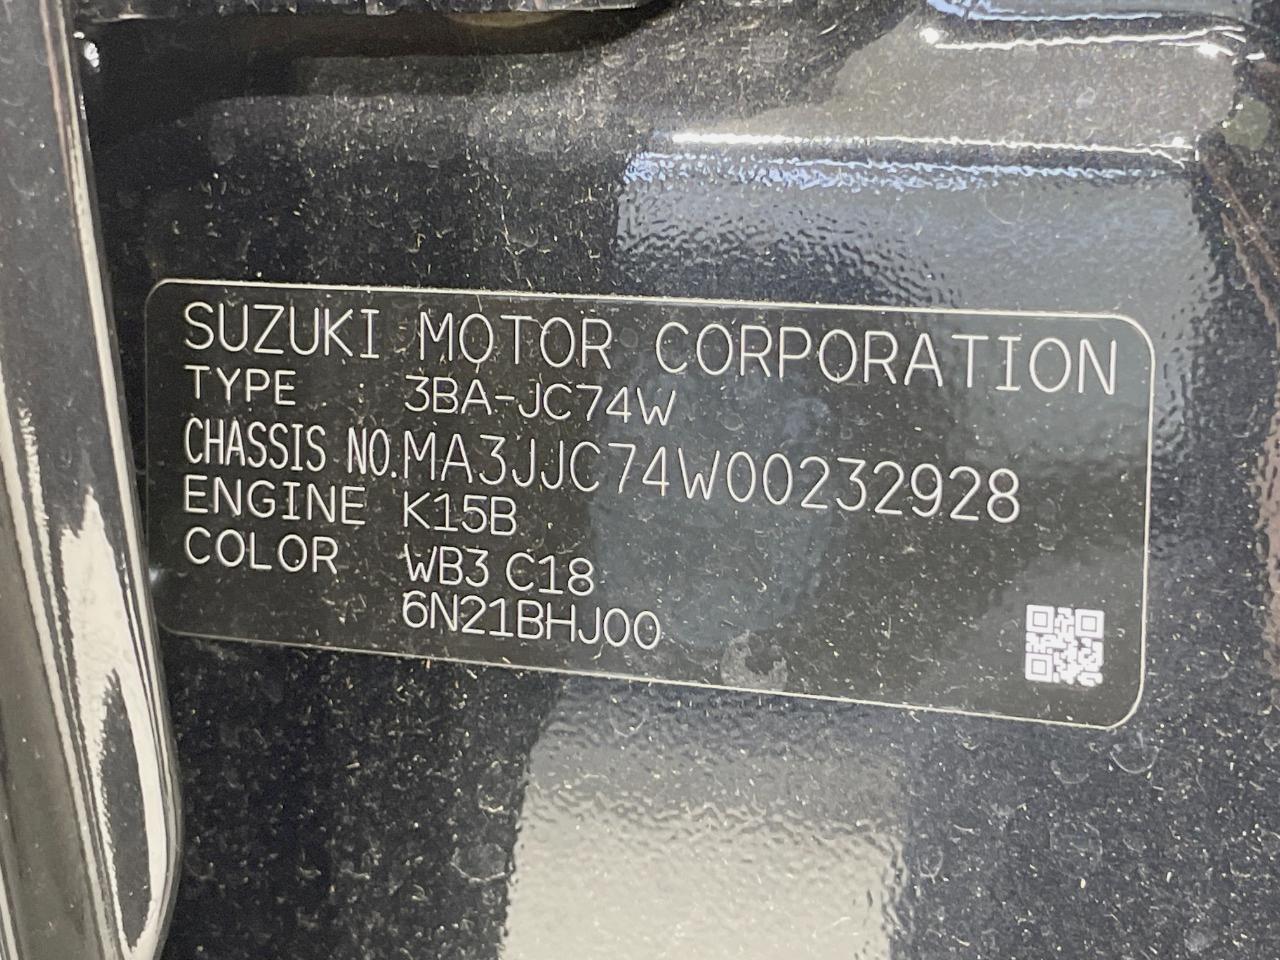 SUZUKI MOTOR CORPORATION
TYPE : 3BA-JC74W
CHASSIS NO.MA3JJC74W00232928
ENGINE K15B
COLOR WB3 C18
6N21BHJ00